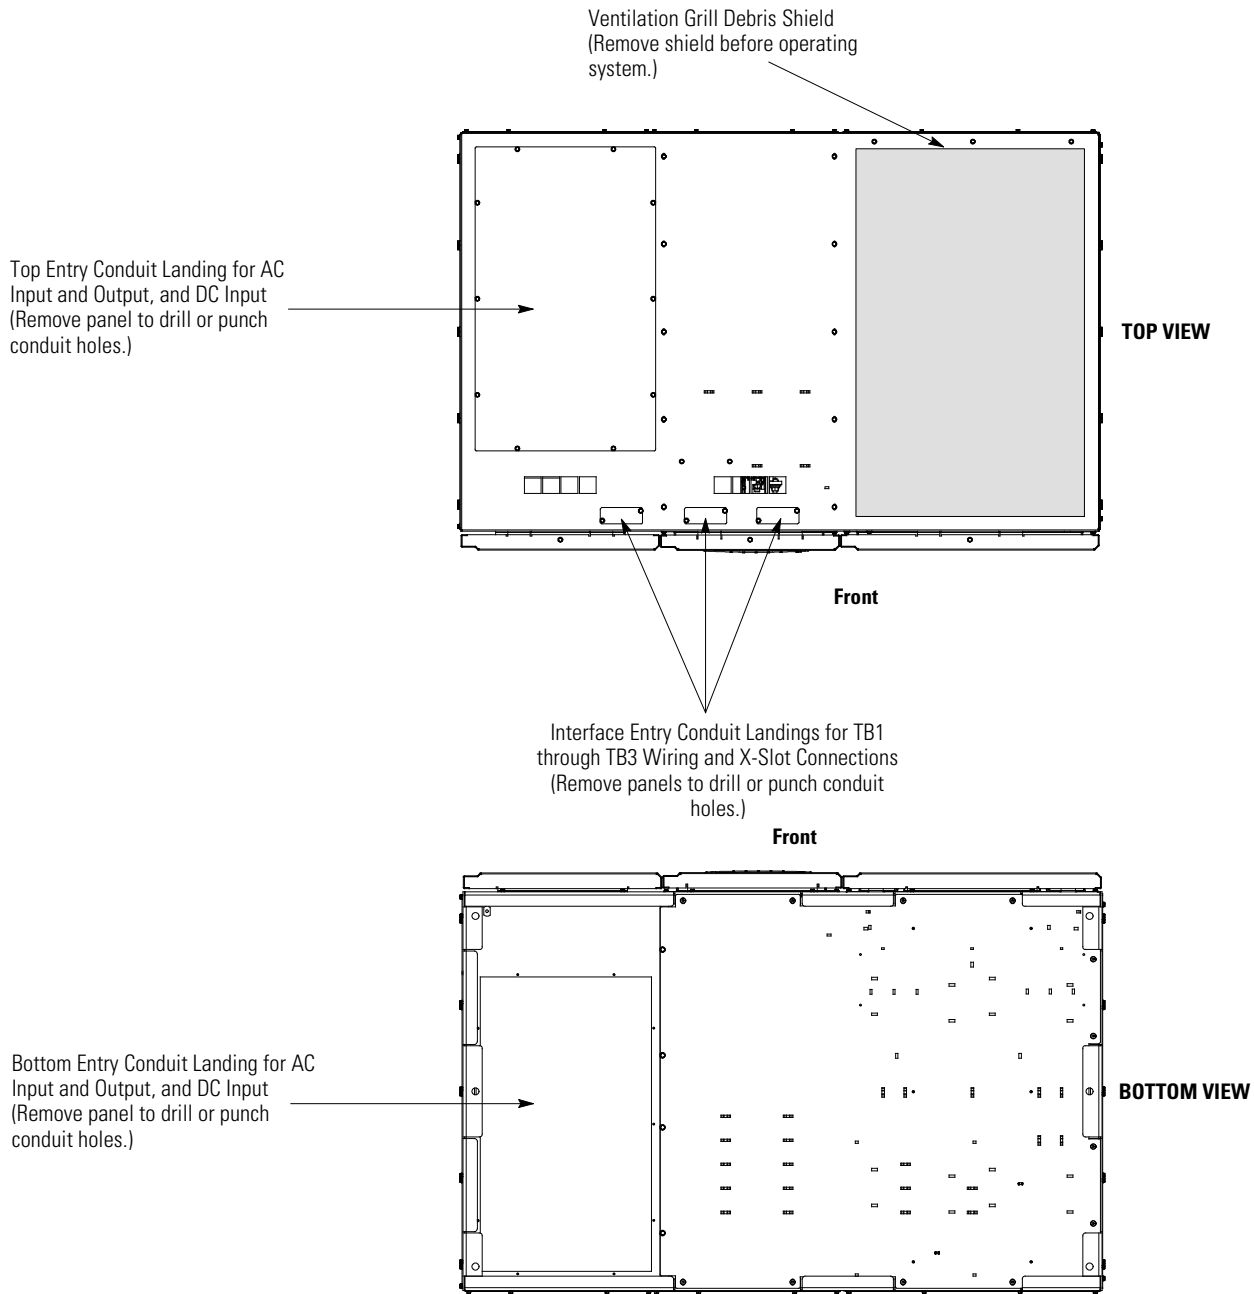 Ventilation Grill Debris Shield
(Remove shield before operating
system.)
Top Entry Conduit Landing for AC
Input and Output, and DC Input
(Remove panel to drill or punch
conduit holes.)
TOP VIEW
Front
Interface Entry Conduit Landings for TB1
through TB3 Wiring and X-Slot Connections
(Remove panels to drill or punch conduit
holes.)
Front
Bottom Entry Conduit Landing for AC
Input and Output, and DC Input
(Remove panel to drill or punch
conduit holes.)
BOTTOM VIEW